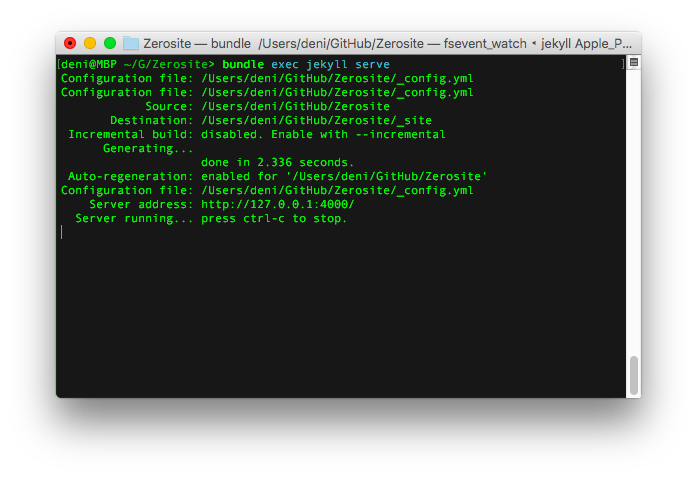 Zerosite — bundle /Users/deni/GitHub/Zerosite — fsevent_watch ◂ jekyll Apple_P...
[deni@MBP ~/G/Zerosite> bundle exec jekyll serve ]
Configuration file: /Users/deni/GitHub/Zerosite/_config.yml
Configuration file: /Users/deni/GitHub/Zerosite/_config.yml
Source: /Users/deni/GitHub/Zerosite
Destination: /Users/deni/GitHub/Zerosite/_site
Incremental build: disabled. Enable with --incremental
Generating...
done in 2.336 seconds.
Auto-regeneration: enabled for '/Users/deni/GitHub/Zerosite'
Configuration file: /Users/deni/GitHub/Zerosite/_config.yml
Server address: http://127.0.0.1:4000/
Server running... press ctrl-c to stop.